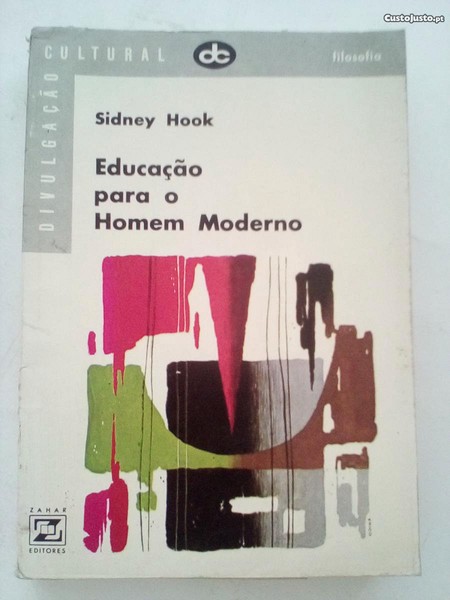 CustoJusto.pt
DIVULGAÇÃO
CULTURAL
dc
filosofia
Sidney Hook
Educação
para o
Homem Moderno
ZAHAR
EDITORES